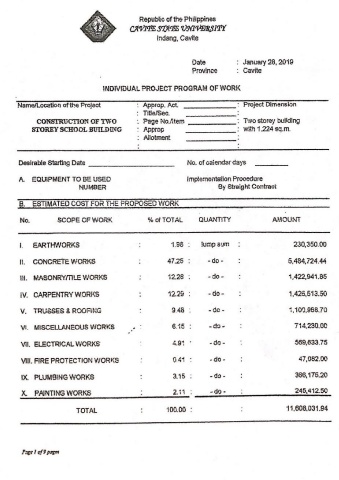 Republic of the Philippines
CAVITE STATE UNIVERSITY
Indang, Cavite
Date : January 28, 2019
Province : Cavite
INDIVIDUAL PROJECT PROGRAM OF WORK
Name/Location of the Project : Approp. Act. : Project Dimension
: Title/Sec. :
CONSTRUCTION OF TWO : Page No./Item : Two storey building
STOREY SCHOOL BUILDING : Approp : with 1,224 sq.m.
: Allotment :
Desirable Starting Date No. of calendar days
A. EQUIPMENT TO BE USED Implementation Procedure
NUMBER By Straight Contract
B. ESTIMATED COST FOR THE PROPOSED WORK
No. SCOPE OF WORK % of TOTAL QUANTITY AMOUNT
I. EARTHWORKS : 1.98 : lump sum : 230,350.00
II. CONCRETE WORKS : 47.25 : - do - : 5,484,724.44
III. MASONRY/TILE WORKS : 12.26 : - do - : 1,422,941.85
IV. CARPENTRY WORKS : 12.29 : - do - : 1,426,513.50
V. TRUSSES & ROOFING : 9.48 : - do - : 1,100,968.70
VI. MISCELLANEOUS WORKS : 6.15 : - do - : 714,230.00
VII. ELECTRICAL WORKS : 4.91 : - do - : 569,633.75
VIII. FIRE PROTECTION WORKS : 0.41 : - do - : 47,082.00
IX. PLUMBING WORKS : 3.15 : - do - : 366,175.20
X. PAINTING WORKS : 2.11 : - do - : 245,412.50
TOTAL : 100.00 : : 11,608,031.94
Page 1 of 9 pages